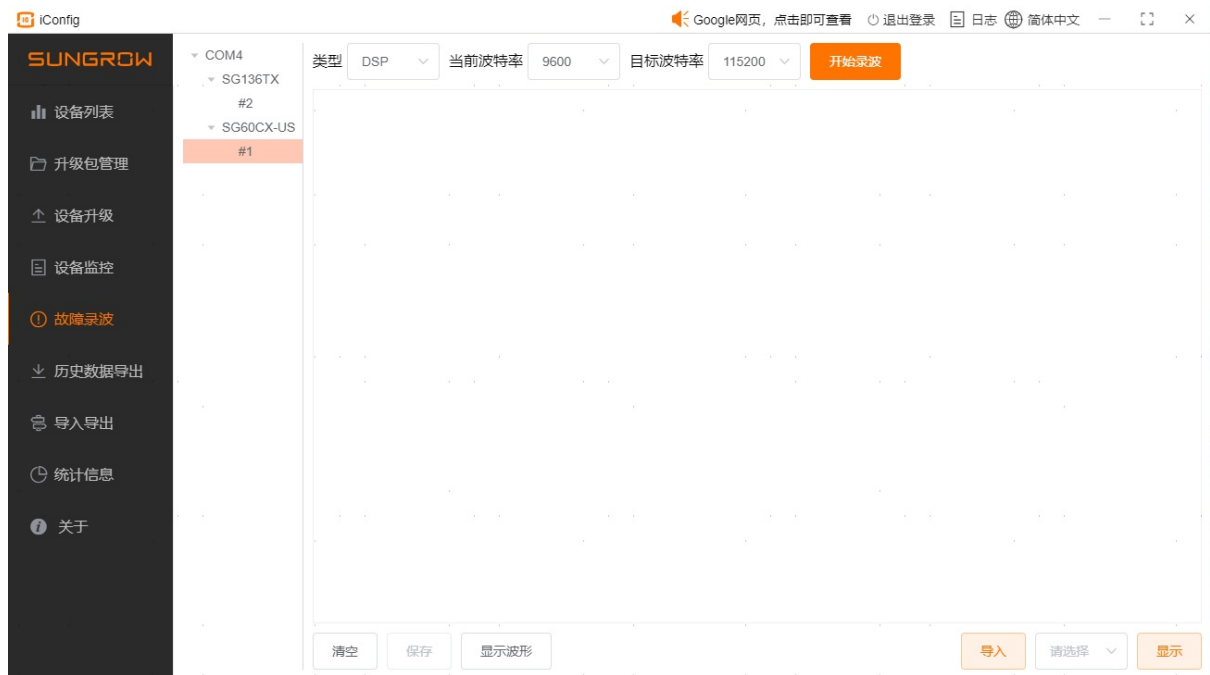 iConfig
Google网页，点击即可查看 退出登录 日志 简体中文
SUNGROW
设备列表
升级包管理
设备升级
设备监控
故障录波
历史数据导出
导入导出
统计信息
关于
COM4
SG136TX
#2
SG60CX-US
#1
类型 DSP 当前波特率 9600 目标波特率 115200 开始录波
清空 保存 显示波形 导入 请选择 显示